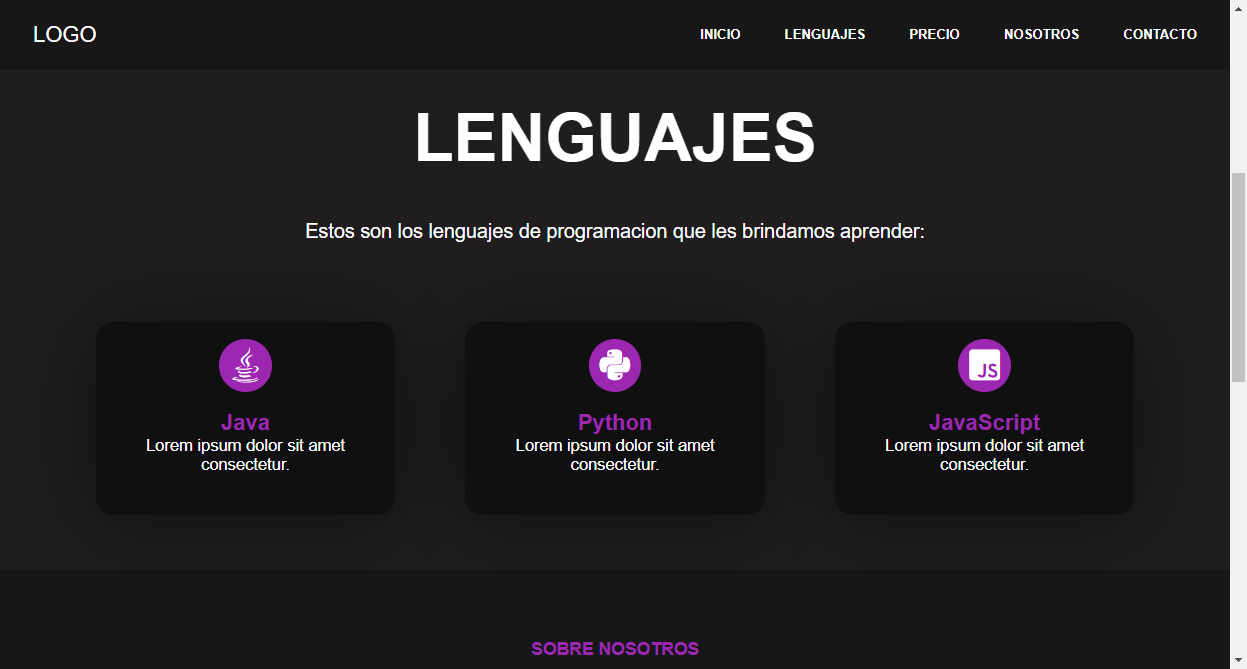 LOGO
INICIO LENGUAJES PRECIO NOSOTROS CONTACTO
LENGUAJES
Estos son los lenguajes de programacion que les brindamos aprender:
Java
Lorem ipsum dolor sit amet
consectetur.
Python
Lorem ipsum dolor sit amet
consectetur.
JS
JavaScript
Lorem ipsum dolor sit amet
consectetur.
SOBRE NOSOTROS